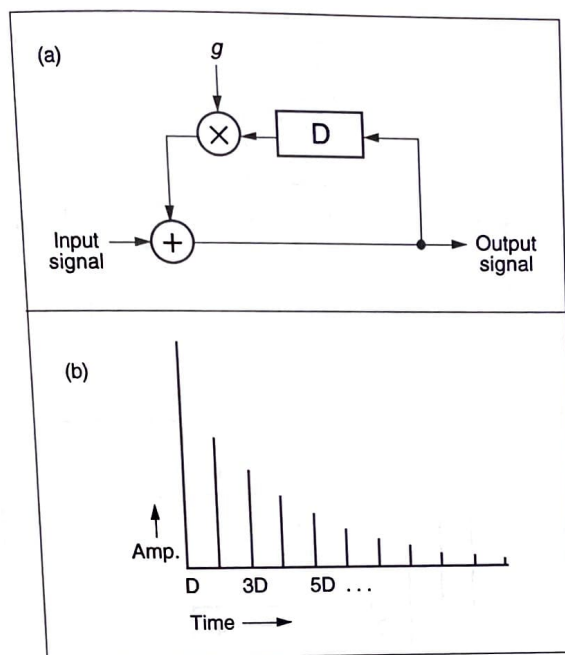 (a)
g
×
D
Input
signal
+
Output
signal
(b)
Amp.
D 3D 5D ...
Time